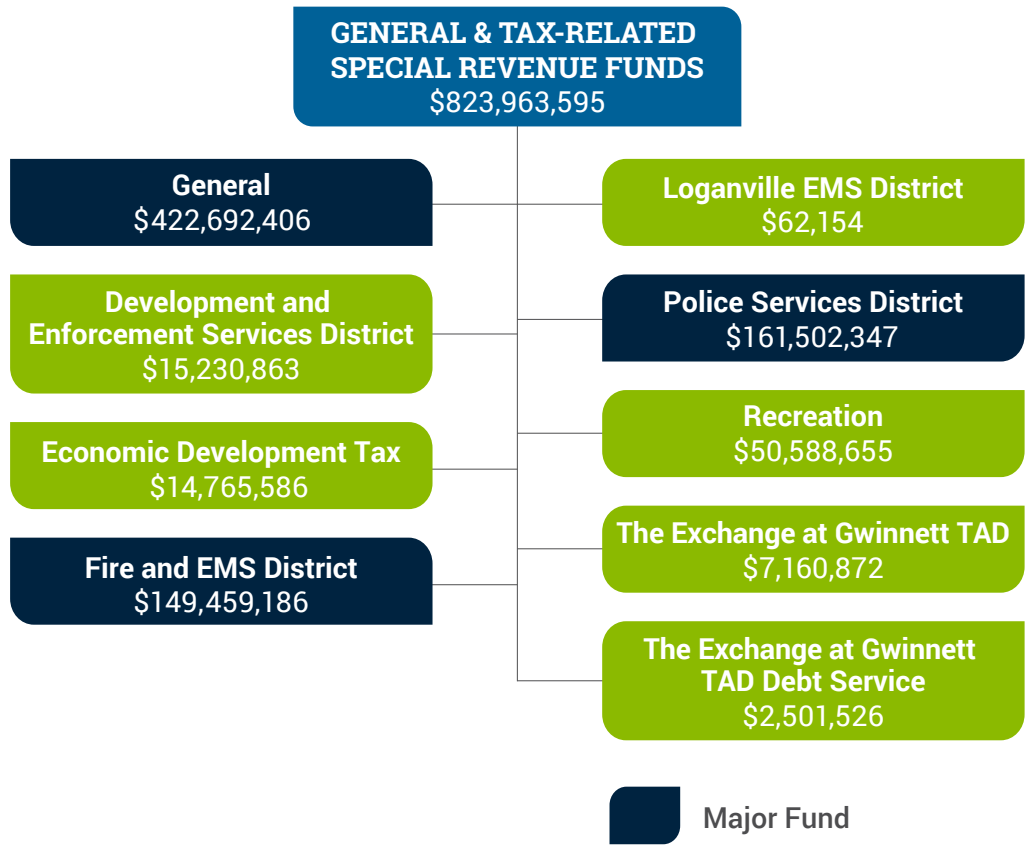 GENERAL & TAX-RELATED
SPECIAL REVENUE FUNDS
$823,963,595
General
$422,692,406
Development and
Enforcement Services District
$15,230,863
Economic Development Tax
$14,765,586
Fire and EMS District
$149,459,186
Loganville EMS District
$62,154
Police Services District
$161,502,347
Recreation
$50,588,655
The Exchange at Gwinnett TAD
$7,160,872
The Exchange at Gwinnett
TAD Debt Service
$2,501,526
Major Fund